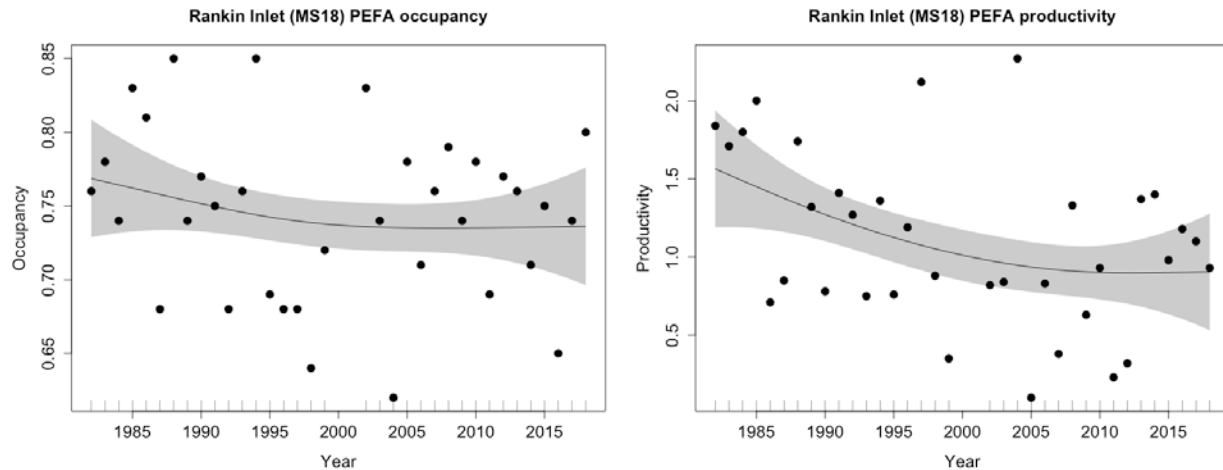 Rankin Inlet (MS18) PEFA occupancy
0.85
0.80
0.75
0.70
0.65
Occupancy
1985 1990 1995 2000 2005 2010 2015
Year
Rankin Inlet (MS18) PEFA productivity
2.0
1.5
1.0
0.5
Productivity
1985 1990 1995 2000 2005 2010 2015
Year